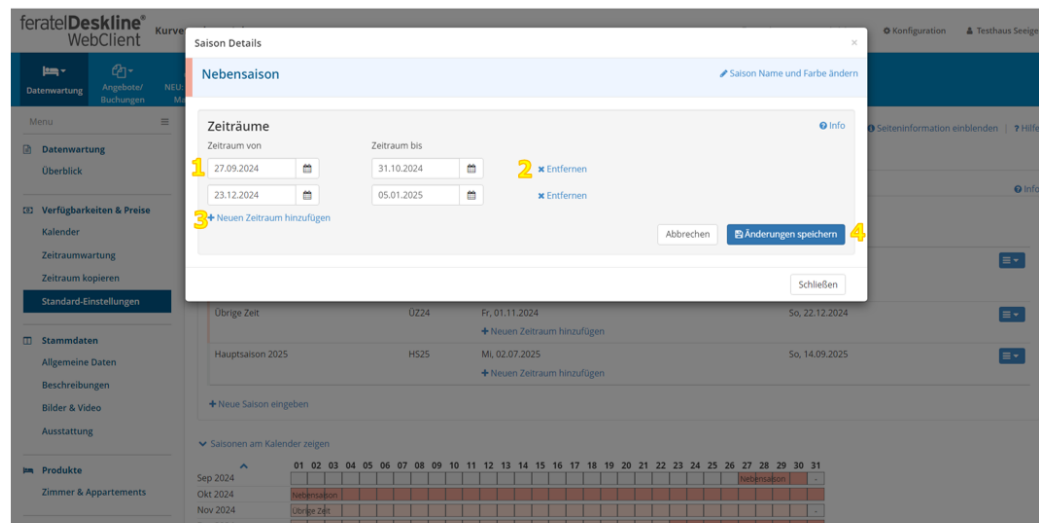 feratel Deskline®
WebClient
Konfiguration
Testhaus Seeige
Saison Details
×
Nebensaison
Saison Name und Farbe ändern
Datenwartung
Angebote/
Buchungen
Menu
Seiteninformation einblenden | ? Hilfe
Datenwartung
Überblick
Verfügbarkeiten & Preise
Kalender
Zeitraumwartung
Zeitraum kopieren
Standard-Einstellungen
Stammdaten
Allgemeine Daten
Beschreibungen
Bilder & Video
Ausstattung
Produkte
Zimmer & Appartements
Zeiträume
Info
Zeitraum von Zeitraum bis
1 27.09.2024 31.10.2024 2 × Entfernen
23.12.2024 05.01.2025 × Entfernen
3 + Neuen Zeitraum hinzufügen
Abbrechen Änderungen speichern 4
Schließen
Info
Übrige Zeit ÜZ24 Fr, 01.11.2024 So, 22.12.2024
+ Neuen Zeitraum hinzufügen
Hauptsaison 2025 HS25 Mi, 02.07.2025 So, 14.09.2025
+ Neuen Zeitraum hinzufügen
+ Neue Saison eingeben
Saisonen am Kalender zeigen
01 02 03 04 05 06 07 08 09 10 11 12 13 14 15 16 17 18 19 20 21 22 23 24 25 26 27 28 29 30 31
Sep 2024 Nebensaison -
Okt 2024 Nebensaison
Nov 2024 Übrige Zeit -